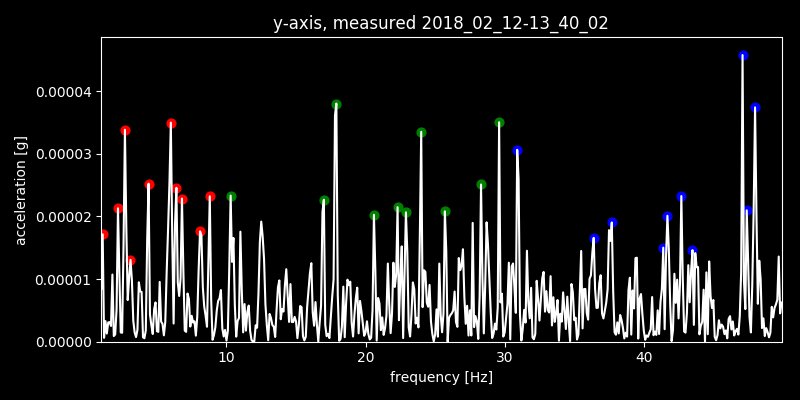 y-axis, measured 2018_02_12-13_40_02
0.00004
0.00003
0.00002
0.00001
0.00000
acceleration [g]
10 20 30 40
frequency [Hz]